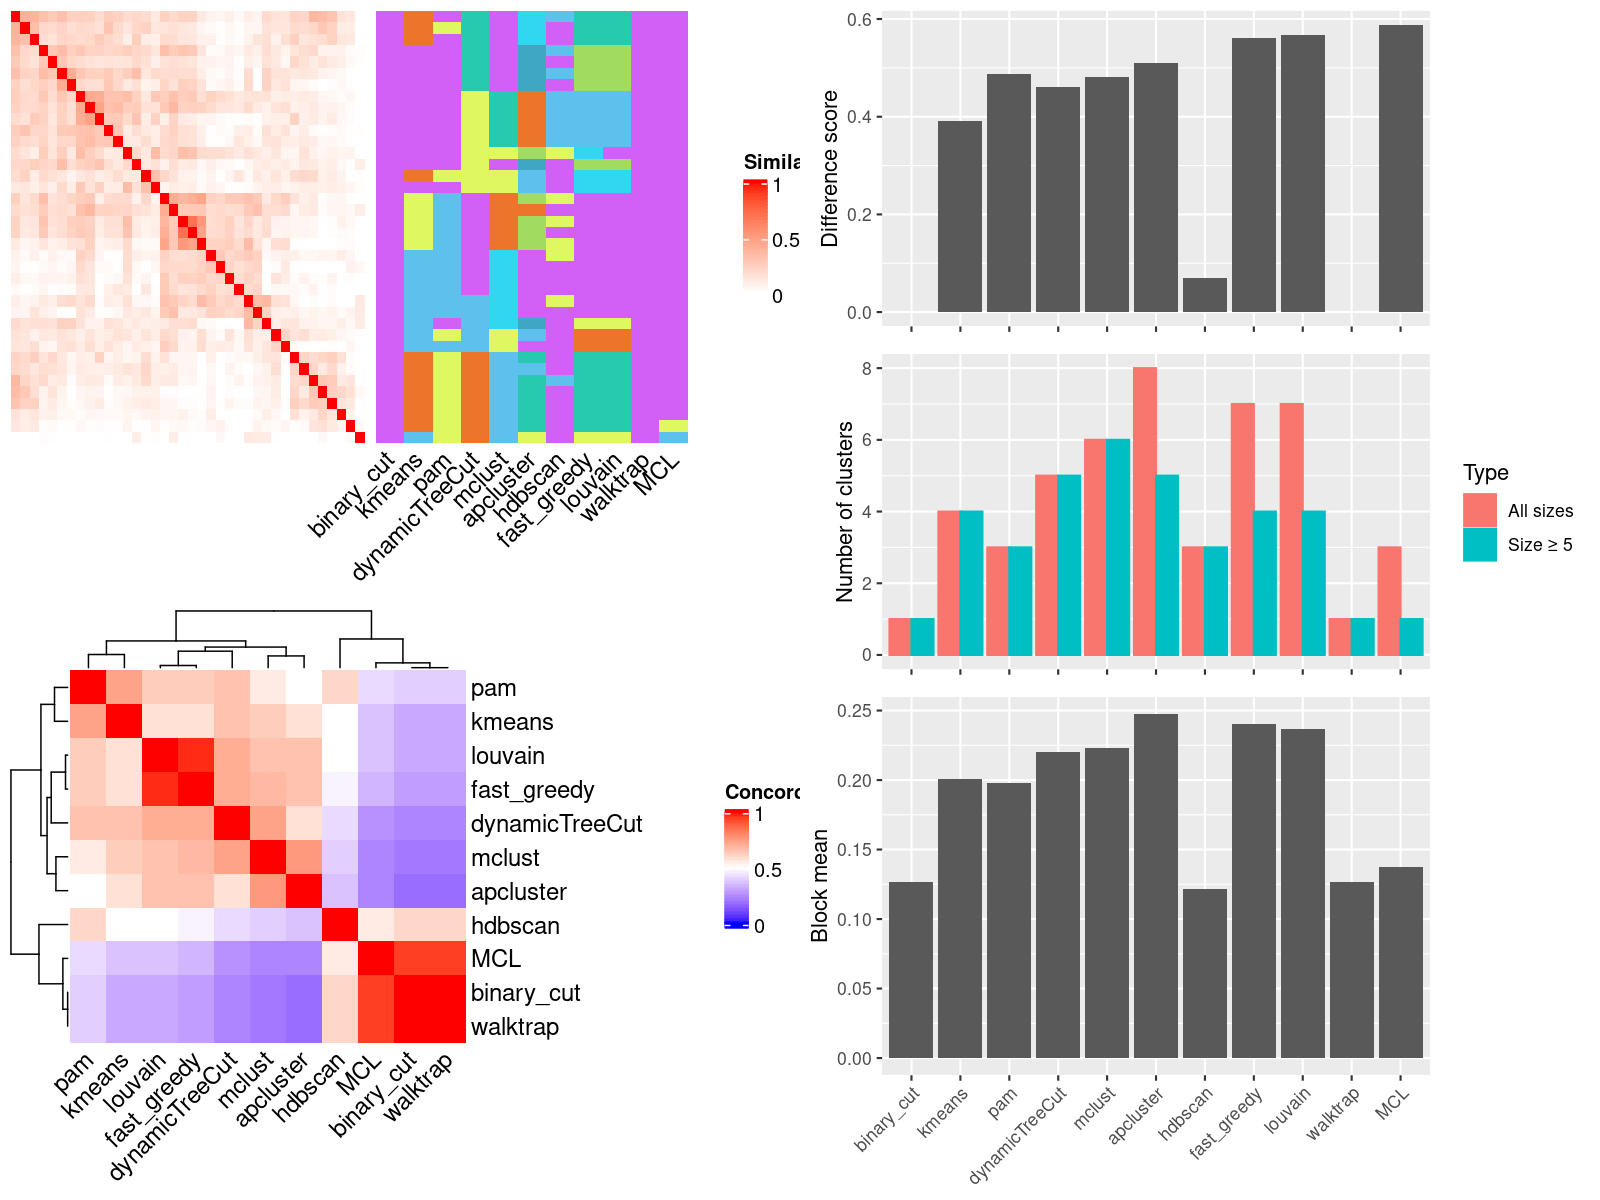 Simila
1
0.5
0
binary_cut
kmeans
pam
dynamicTreeCut
mclust
apcluster
hdbscan
fast_greedy
louvain
walktrap
MCL
pam
kmeans
louvain
fast_greedy
dynamicTreeCut
mclust
apcluster
hdbscan
MCL
binary_cut
walktrap
Concord
1
0.5
0
pam
kmeans
louvain
fast_greedy
dynamicTreeCut
mclust
apcluster
hdbscan
MCL
binary_cut
walktrap
Difference score
0.6
0.4
0.2
0.0
Number of clusters
8
6
4
2
0
Type
All sizes
Size ≥ 5
Block mean
0.25
0.20
0.15
0.10
0.05
0.00
binary_cut
kmeans
pam
dynamicTreeCut
mclust
apcluster
hdbscan
fast_greedy
louvain
walktrap
MCL